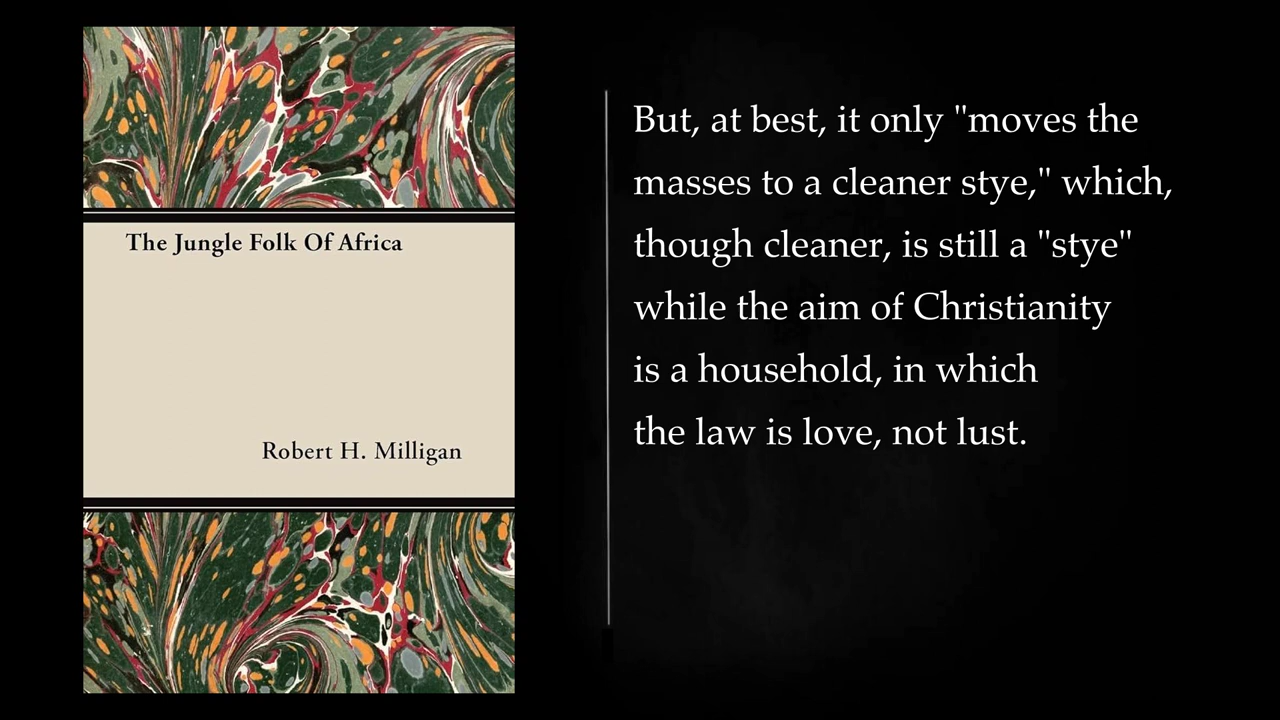 The Jungle Folk Of Africa
Robert H. Milligan
But, at best, it only "moves the
masses to a cleaner stye," which,
though cleaner, is still a "stye"
while the aim of Christianity
is a household, in which
the law is love, not lust.